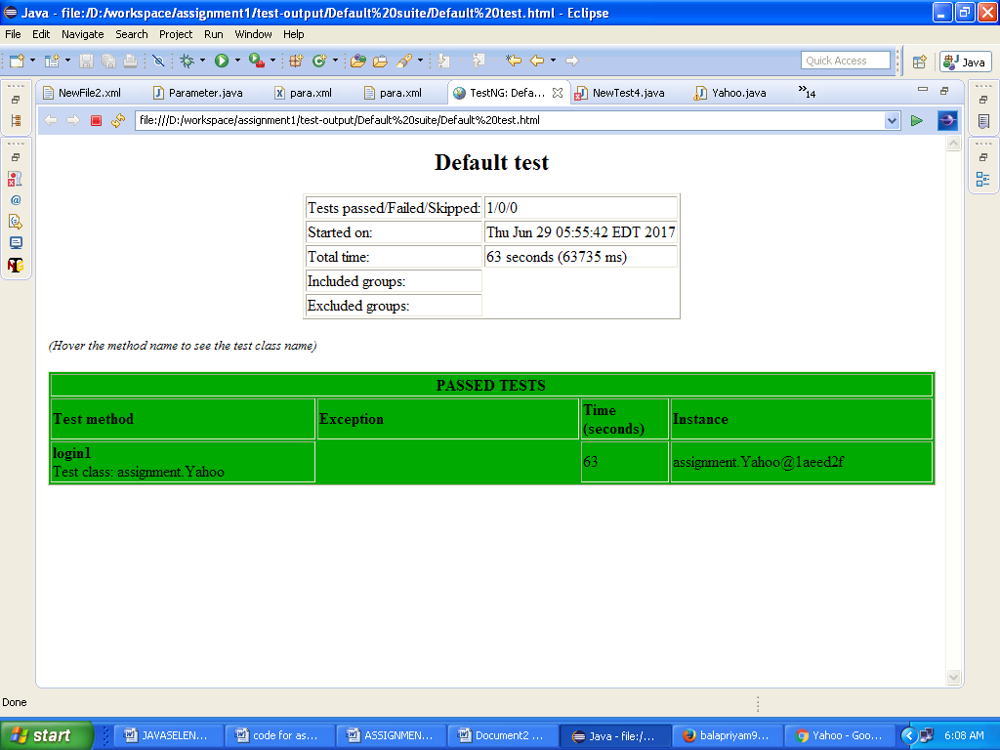 Java - file:/D:/workspace/assignment1/test-output/Default%20suite/Default%20test.html - Eclipse
File Edit Navigate Search Project Run Window Help
Quick Access
Java
NewFile2.xml Parameter.java para.xml para.xml TestNG: Defa... NewTest4.java Yahoo.java »14
file:///D:/workspace/assignment1/test-output/Default%20suite/Default%20test.html
Default test
Tests passed/Failed/Skipped: 1/0/0
Started on: Thu Jun 29 05:55:42 EDT 2017
Total time: 63 seconds (63735 ms)
Included groups:
Excluded groups:
(Hover the method name to see the test class name)
PASSED TESTS
Test method Exception Time (seconds) Instance
login1
Test class: assignment.Yahoo 63 assignment.Yahoo@1aeed2f
Done
start JAVASELEN... code for as... ASSIGNMEN... Document2 ... Java - file:/... balapriyam9... Yahoo - Goo... 6:08 AM